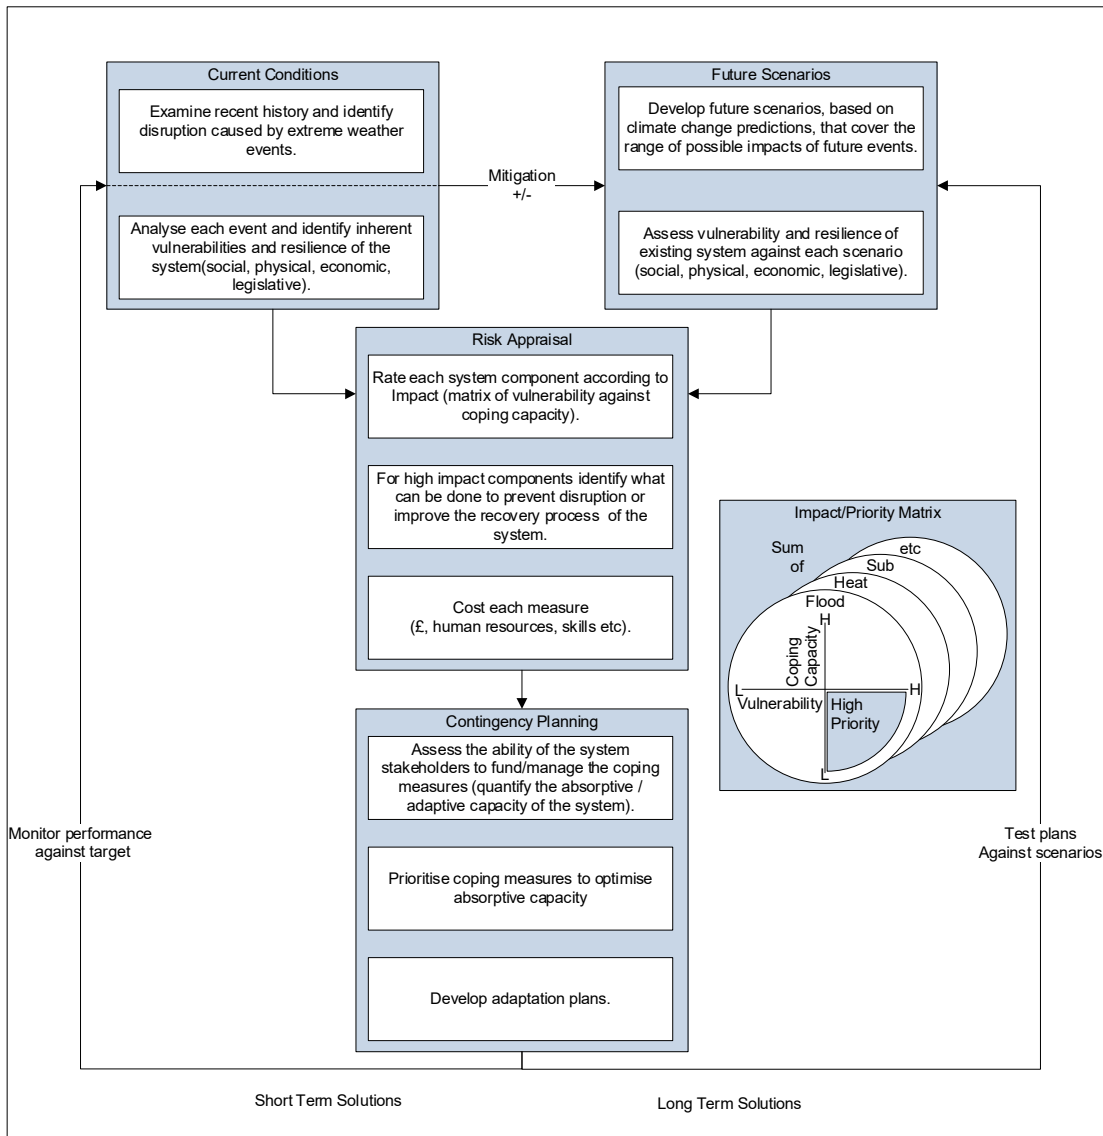 Current Conditions
Examine recent history and identify
disruption caused by extreme weather
events.
Analyse each event and identify inherent
vulnerabilities and resilience of the
system(social, physical, economic,
legislative).
Mitigation
+/-
Future Scenarios
Develop future scenarios, based on
climate change predictions, that cover the
range of possible impacts of future events.
Assess vulnerability and resilience of
existing system against each scenario
(social, physical, economic, legislative).
Risk Appraisal
Rate each system component according to
Impact (matrix of vulnerability against
coping capacity).
For high impact components identify what
can be done to prevent disruption or
improve the recovery process of the
system.
Cost each measure
(£, human resources, skills etc).
Impact/Priority Matrix
Sum
of
etc
Sub
Heat
Flood
H
Coping
Capacity
L
H
Vulnerability
High
Priority
L
Contingency Planning
Assess the ability of the system
stakeholders to fund/manage the coping
measures (quantify the absorptive /
adaptive capacity of the system).
Prioritise coping measures to optimise
absorptive capacity
Develop adaptation plans.
Monitor performance
against target
Test plans
Against scenarios
Short Term Solutions
Long Term Solutions